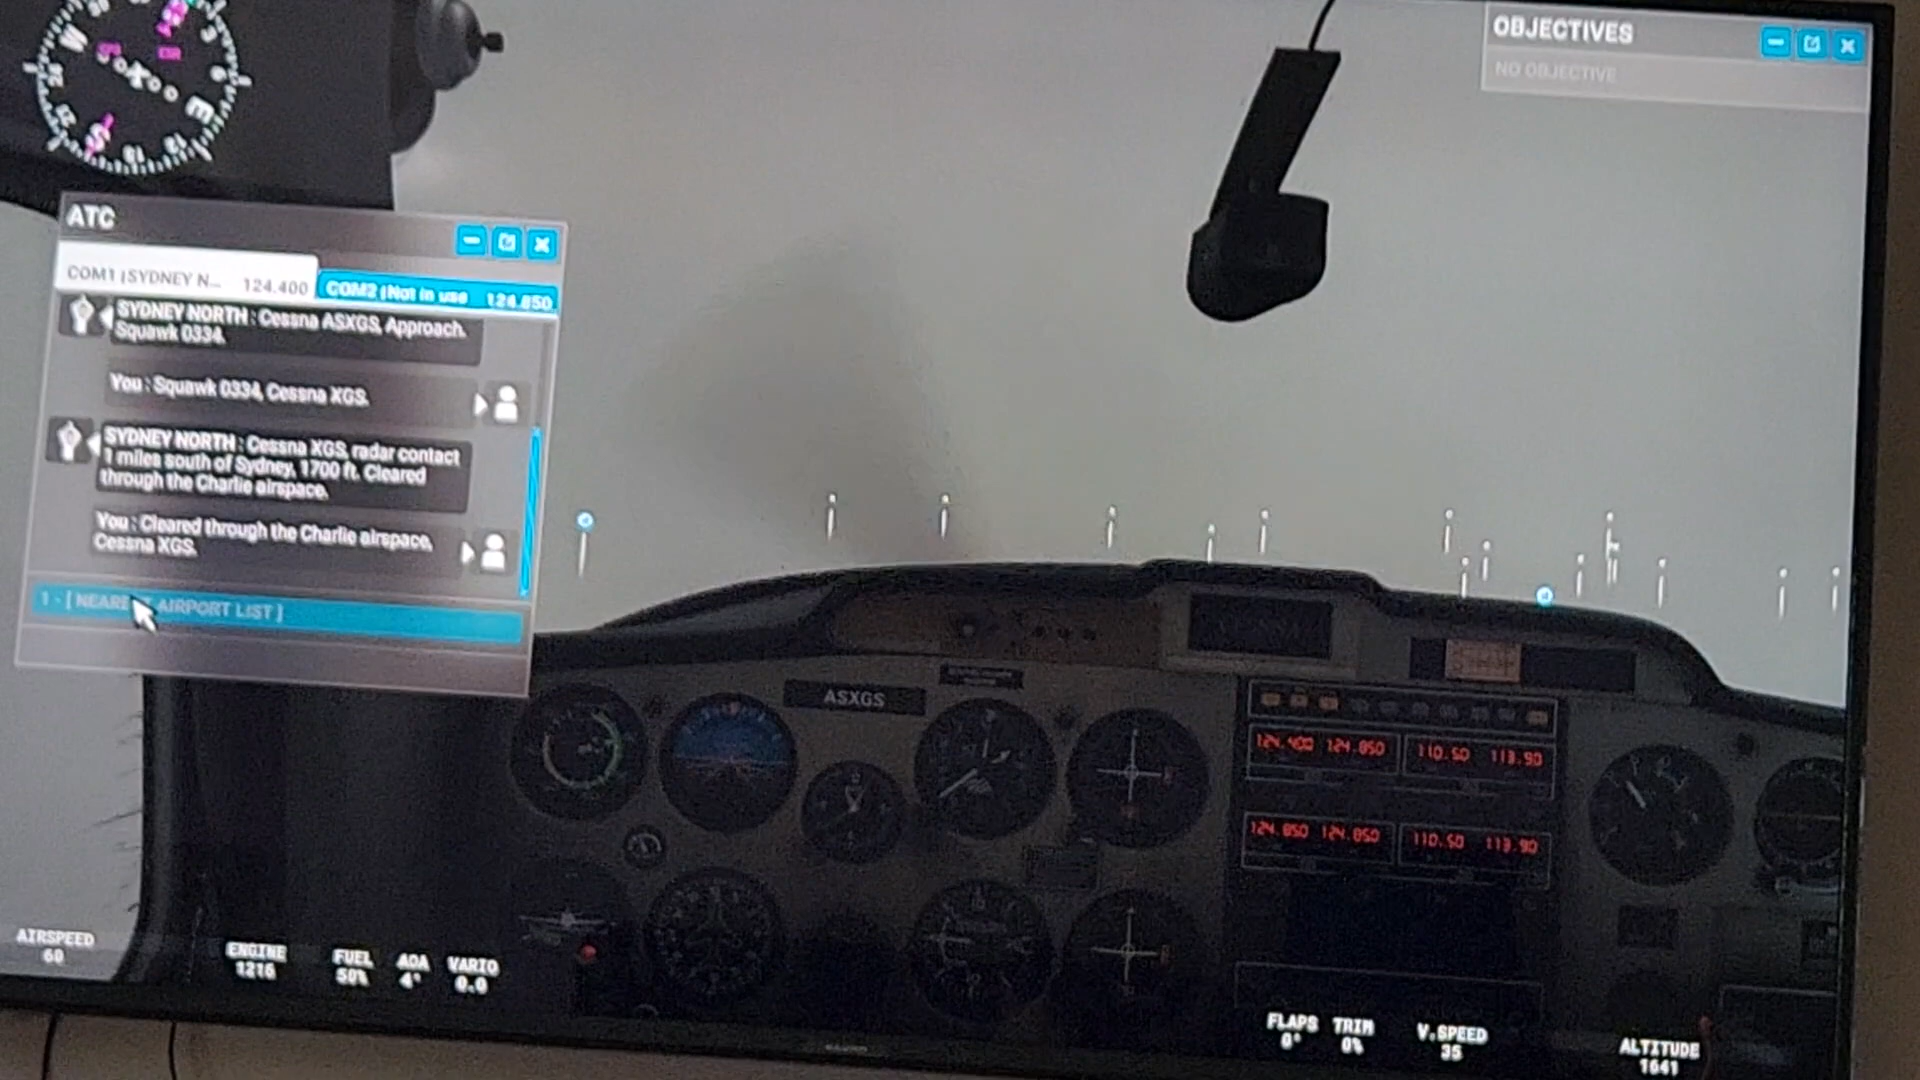 OBJECTIVES
NO OBJECTIVE
ATC
COM1 | SYDNEY N... 124.400
COM2 | Not in use 124.850
SYDNEY NORTH : Cessna ASXGS, Approach.
Squawk 0334.
You : Squawk 0334, Cessna XGS.
SYDNEY NORTH : Cessna XGS, radar contact
1 miles south of Sydney, 1700 ft. Cleared
through the Charlie airspace.
You : Cleared through the Charlie airspace,
Cessna XGS.
1 - [ NEAREST AIRPORT LIST ]
ASXGS
124.400 124.850 110.50 113.90
124.850 124.850 110.50 113.90
AIRSPEED
60
ENGINE
1216
FUEL
50%
AOA
4°
VARIO
0.0
FLAPS
0°
TRIM
0%
V.SPEED
35
ALTITUDE
1641
W
S
E